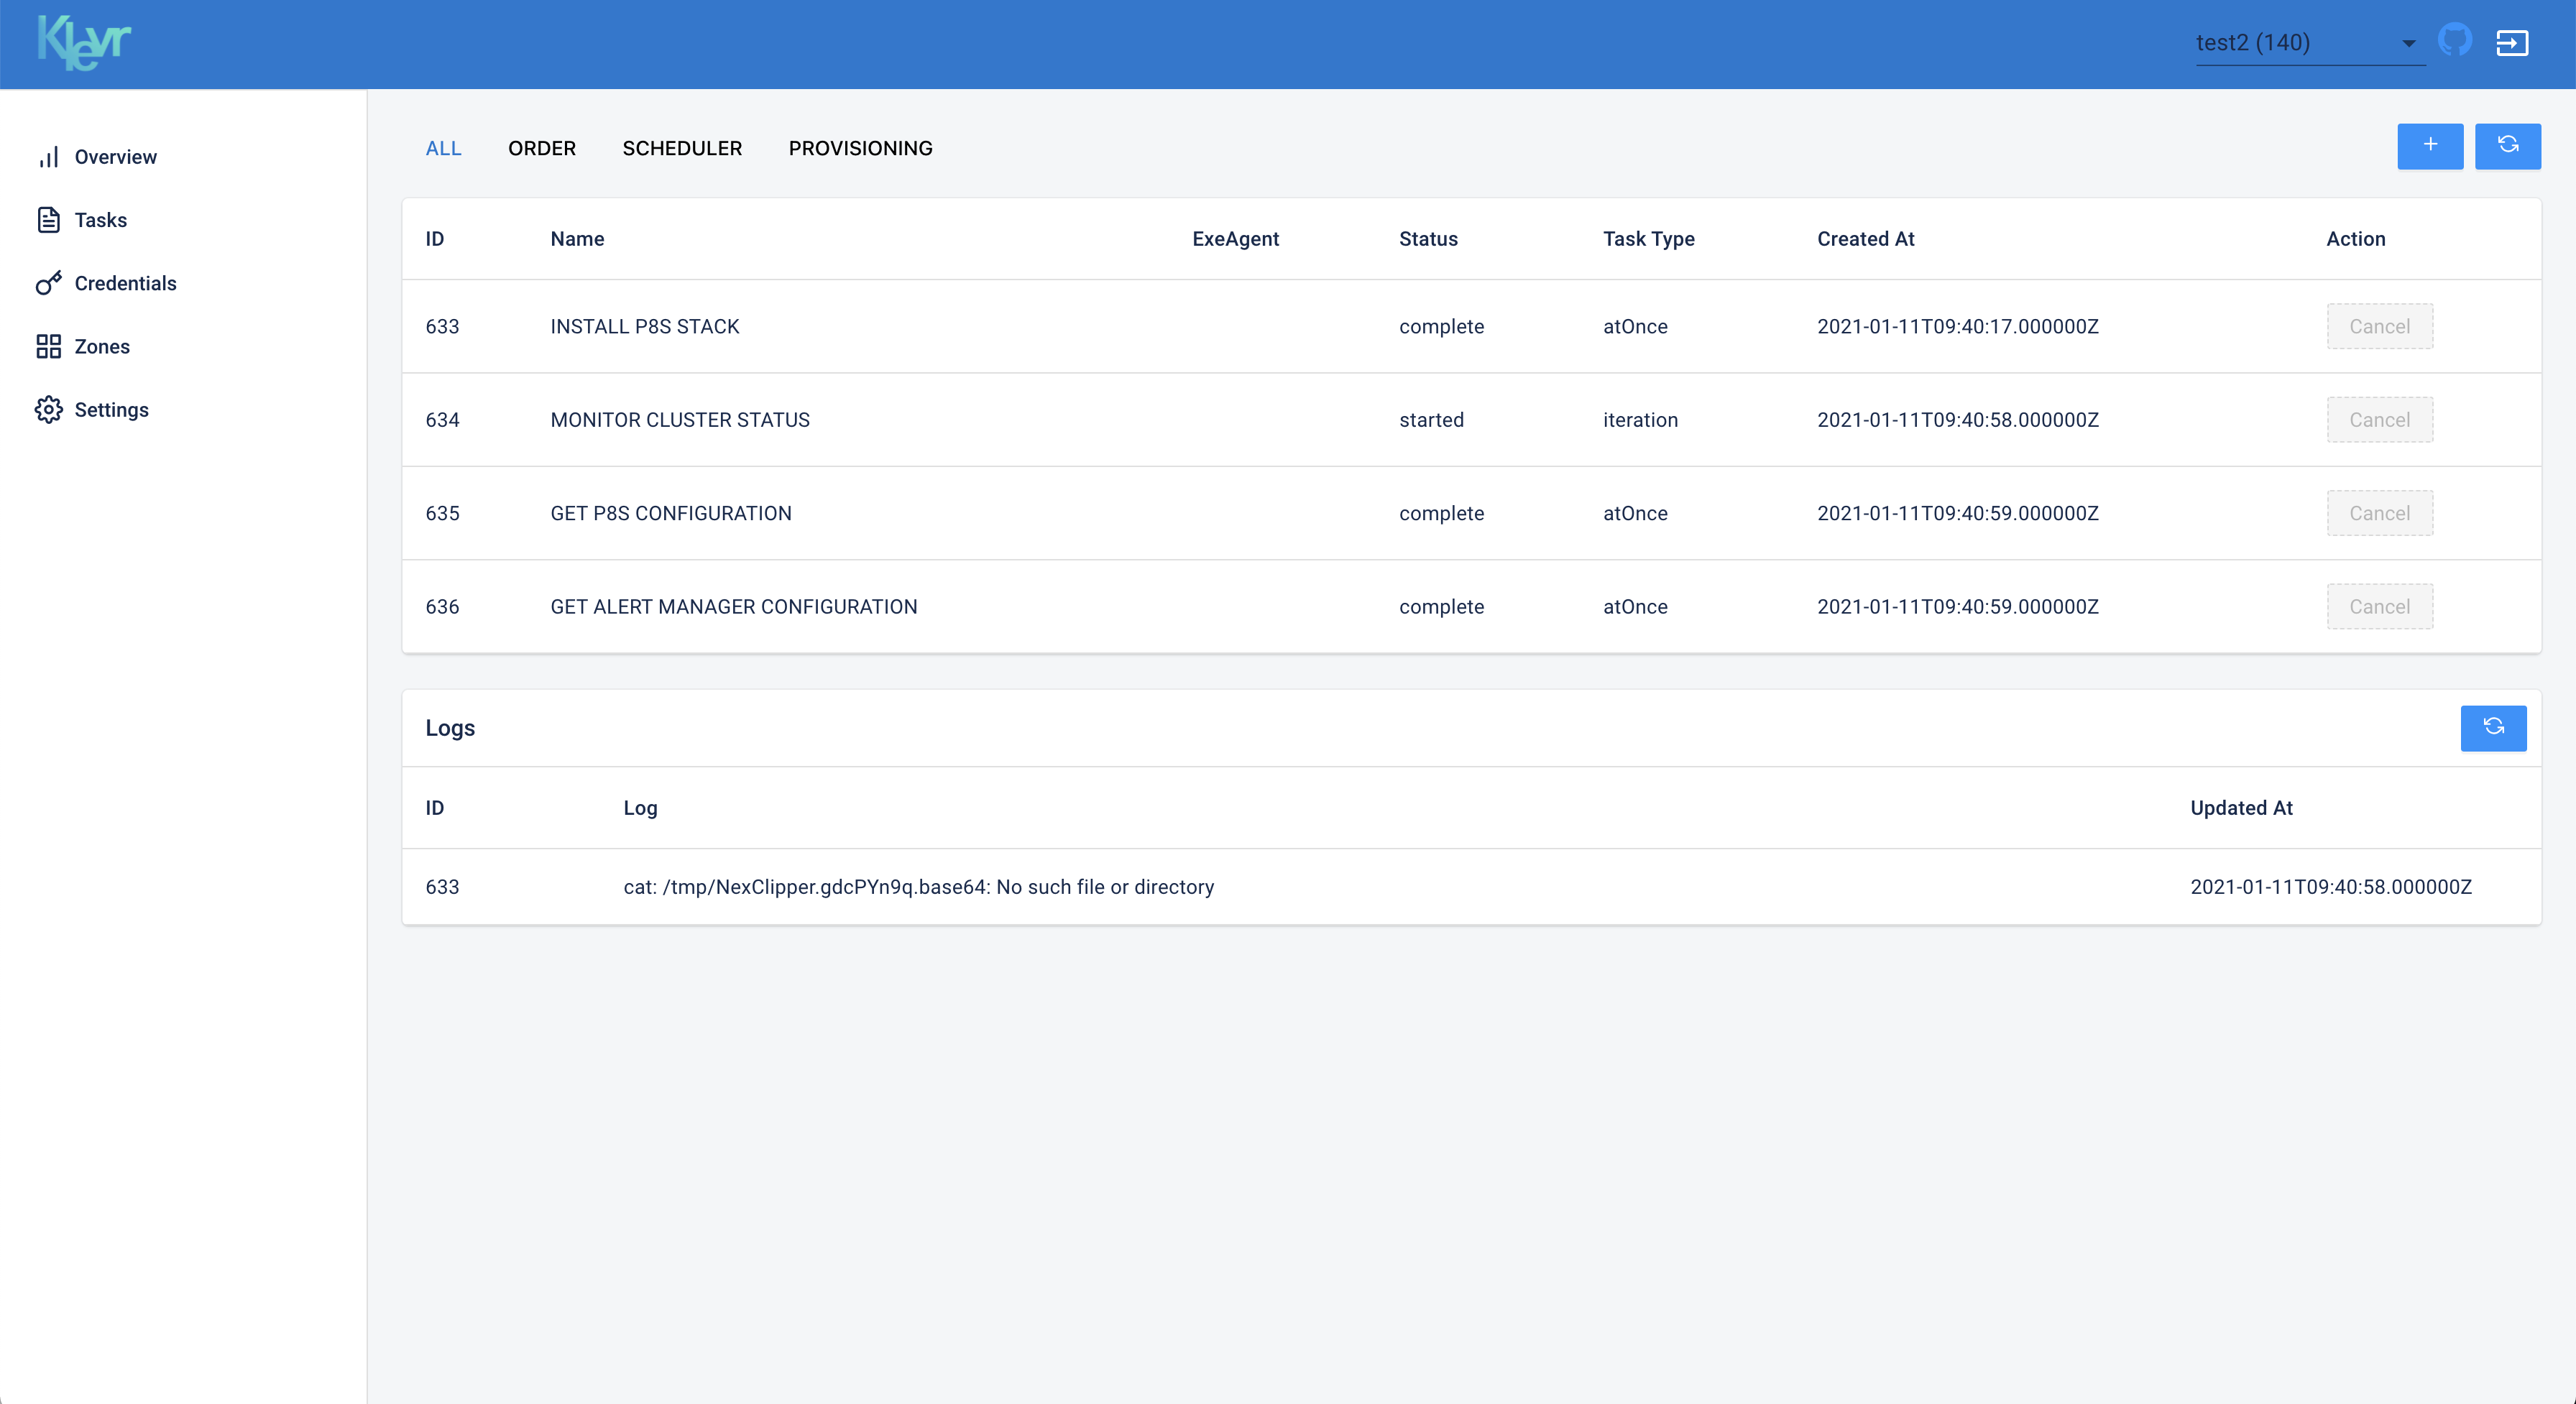 Klevr
test2 (140)
Overview
Tasks
Credentials
Zones
Settings
ALL ORDER SCHEDULER PROVISIONING
+
ID Name ExeAgent Status Task Type Created At Action
633 INSTALL P8S STACK complete atOnce 2021-01-11T09:40:17.000000Z Cancel
634 MONITOR CLUSTER STATUS started iteration 2021-01-11T09:40:58.000000Z Cancel
635 GET P8S CONFIGURATION complete atOnce 2021-01-11T09:40:59.000000Z Cancel
636 GET ALERT MANAGER CONFIGURATION complete atOnce 2021-01-11T09:40:59.000000Z Cancel
Logs
ID Log Updated At
633 cat: /tmp/NexClipper.gdcPYn9q.base64: No such file or directory 2021-01-11T09:40:58.000000Z